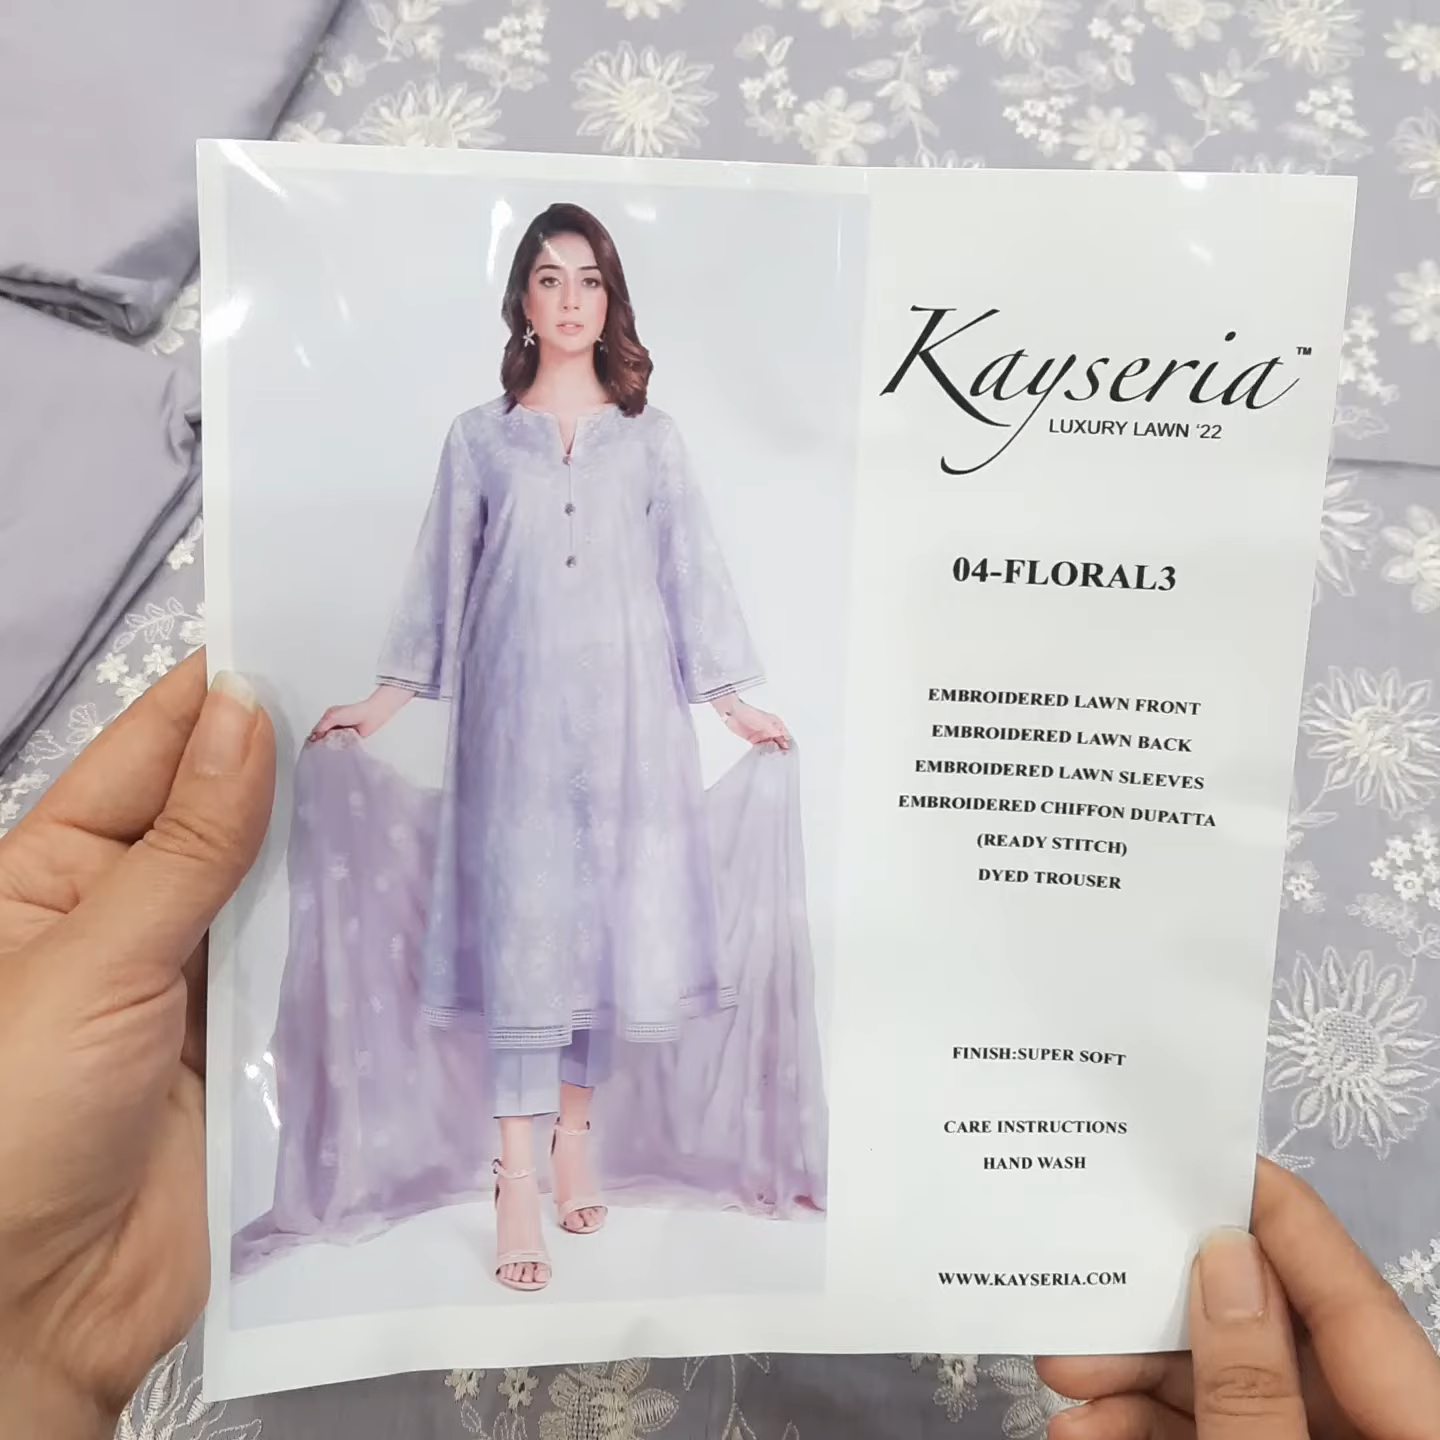 Kayseria™
LUXURY LAWN '22
04-FLORAL3
EMBROIDERED LAWN FRONT
EMBROIDERED LAWN BACK
EMBROIDERED LAWN SLEEVES
EMBROIDERED CHIFFON DUPATTA
(READY STITCH)
DYED TROUSER
FINISH:SUPER SOFT
CARE INSTRUCTIONS
HAND WASH
WWW.KAYSERIA.COM